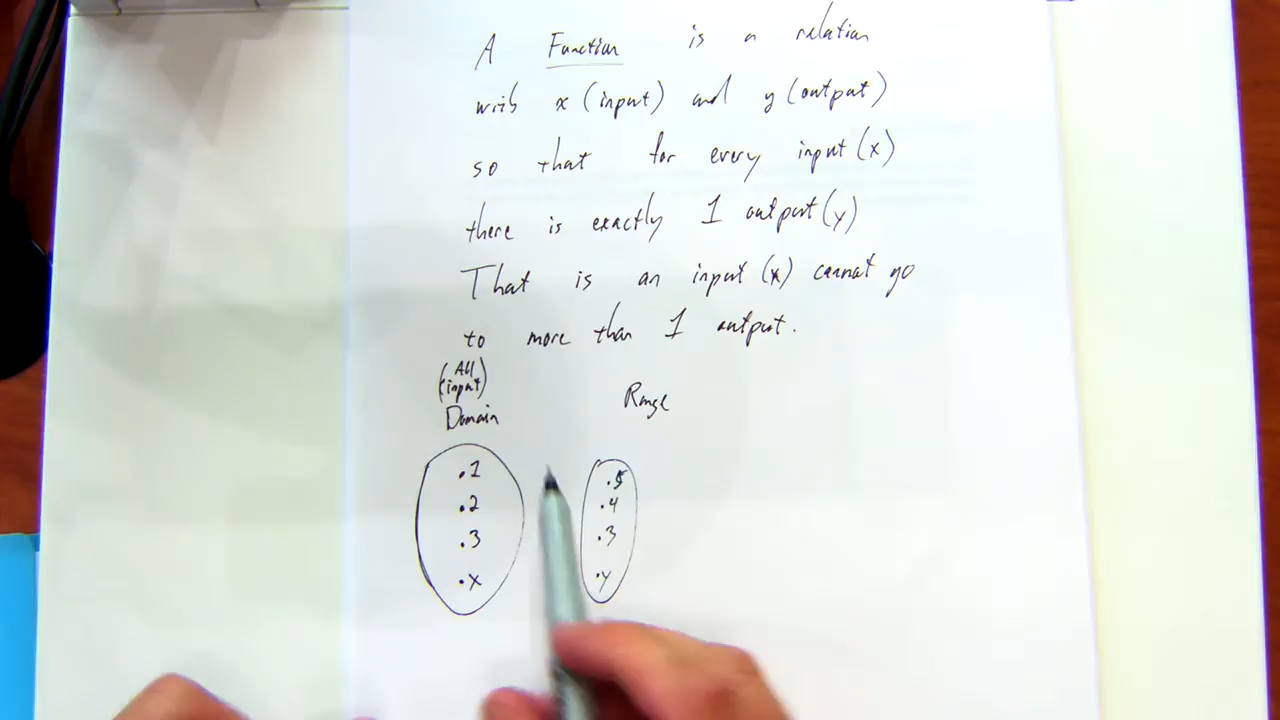 A Function is a relation
with x (input) and y (output)
so that for every input (x)
there is exactly 1 output (y)
That is an input (x) cannot go
to more than 1 output.
(All
(input)
Domain
Range
.1
.2
.3
.x
.5
.4
.3
.y